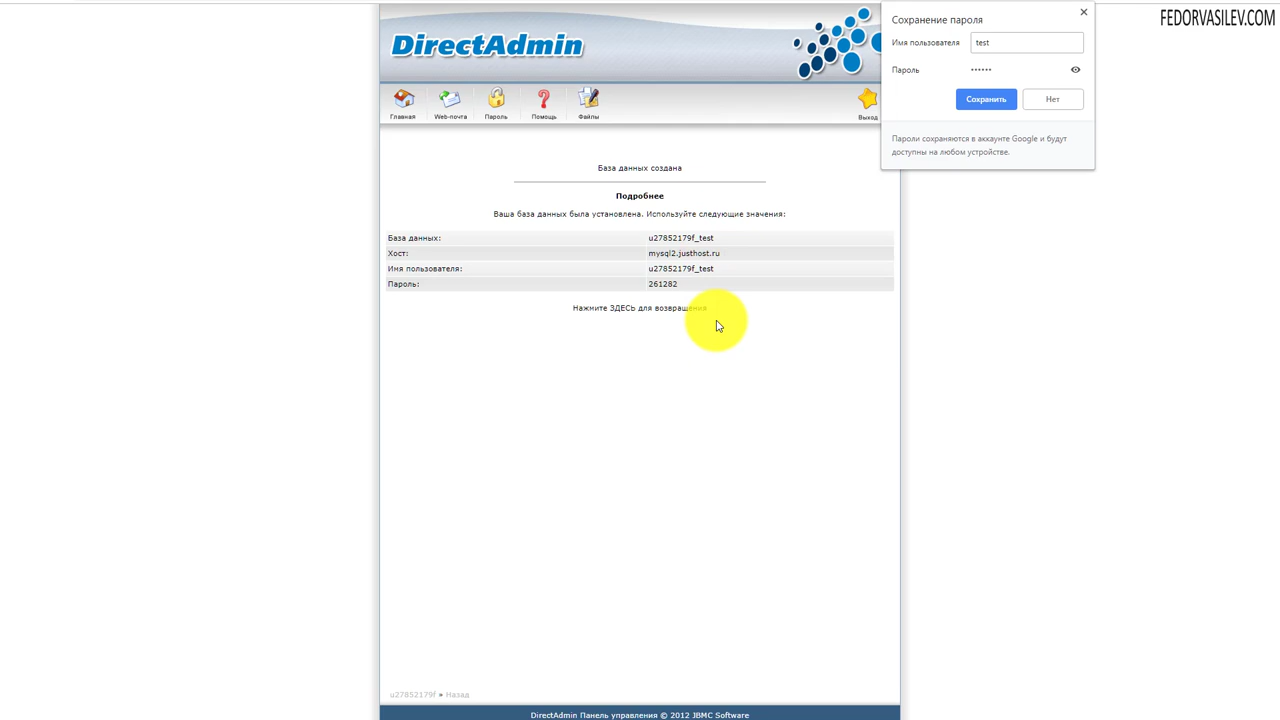 FEDORVASILEV.COM
DirectAdmin
Сохранение пароля
Имя пользователя
test
Пароль
••••••
Сохранить
Нет
Пароли сохраняются в аккаунте Google и будут
доступны на любом устройстве.
Главная
Web-почта
Пароль
Помощь
Файлы
Выход
База данных создана
Подробнее
Ваша база данных была установлена. Используйте следующие значения:
База данных: u27852179f_test
Хост: mysql2.justhost.ru
Имя пользователя: u27852179f_test
Пароль: 261282
Нажмите ЗДЕСЬ для возвращения
u27852179f » Назад
DirectAdmin Панель управления © 2012 JBMC Software